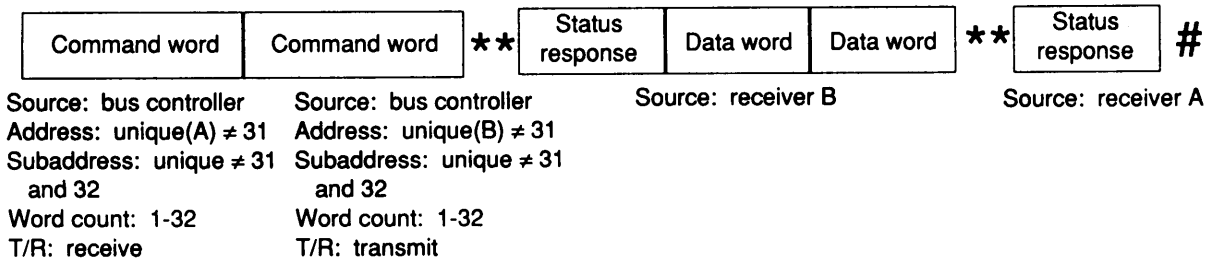 Command word Command word ** Status response Data word Data word ** Status response #
Source: bus controller
Address: unique(A) ≠ 31
Subaddress: unique ≠ 31
and 32
Word count: 1-32
T/R: receive
Source: bus controller
Address: unique(B) ≠ 31
Subaddress: unique ≠ 31
and 32
Word count: 1-32
T/R: transmit
Source: receiver B
Source: receiver A